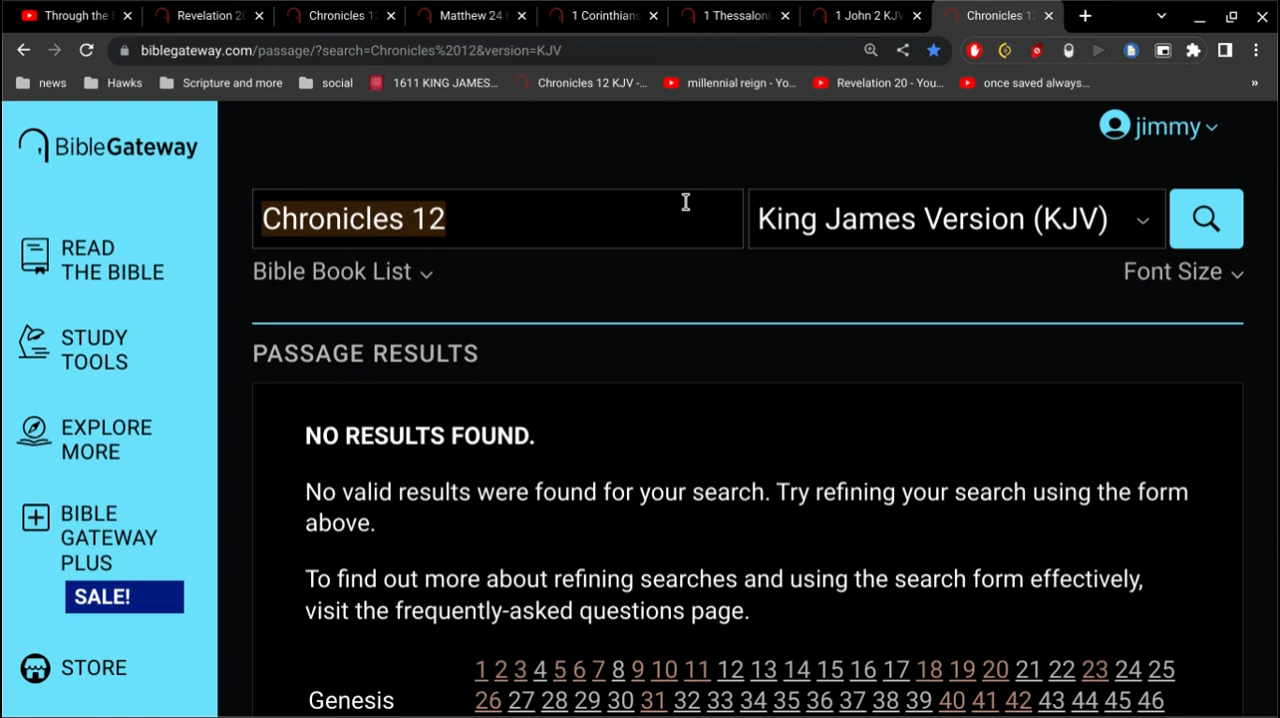 Through the B
Revelation 20
Chronicles 12
Matthew 24
1 Corinthians
1 Thessaloni
1 John 2 KJV
Chronicles 12
biblegateway.com/passage/?search=Chronicles%2012&version=KJV
news
Hawks
Scripture and more
social
1611 KING JAMES...
Chronicles 12 KJV -...
millennial reign - Yo...
Revelation 20 - You...
once saved always...
»
BibleGateway
jimmy
Chronicles 12
King James Version (KJV)
READ
THE BIBLE
Bible Book List
Font Size
STUDY
TOOLS
PASSAGE RESULTS
EXPLORE
MORE
NO RESULTS FOUND.
No valid results were found for your search. Try refining your search using the form
above.
BIBLE
GATEWAY
PLUS
SALE!
To find out more about refining searches and using the search form effectively,
visit the frequently-asked questions page.
STORE
Genesis
1 2 3 4 5 6 7 8 9 10 11 12 13 14 15 16 17 18 19 20 21 22 23 24 25
26 27 28 29 30 31 32 33 34 35 36 37 38 39 40 41 42 43 44 45 46